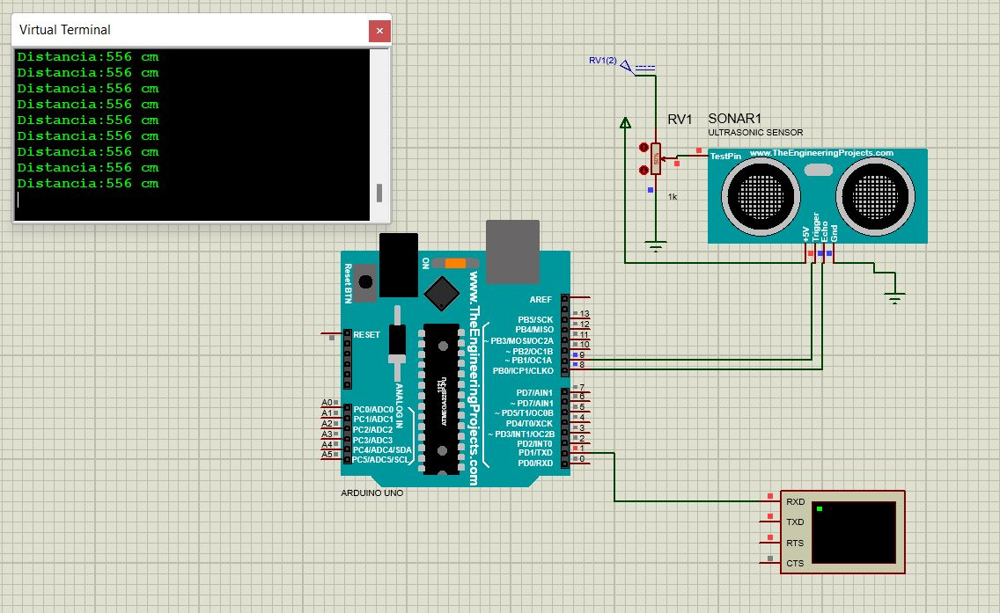 Virtual Terminal
Distancia:556 cm
Distancia:556 cm
Distancia:556 cm
Distancia:556 cm
Distancia:556 cm
Distancia:556 cm
Distancia:556 cm
Distancia:556 cm
Distancia:556 cm
RV1(2)
RV1
50%
1k
SONAR1
ULTRASONIC SENSOR
TestPin
www.TheEngineeringProjects.com
+5V
Trigger
Echo
Gnd
Reset BTN
ON
www.TheEngineeringProjects.com
ANALOG IN
1121
RESET
A0
PC0/ADC0
A1
PC1/ADC1
A2
PC2/ADC2
A3
PC3/ADC3
A4
PC4/ADC4/SDA
A5
PC5/ADC5/SCL
AREF
PB5/SCK
13
PB4/MISO
12
~ PB3/MOSI/OC2A
11
~ PB2/OC1B
10
~ PB1/OC1A
9
PB0/ICP1/CLKO
8
PD7/AIN1
7
~ PD7/AIN1
6
~ PD5/T1/OC0B
5
PD4/T0/XCK
4
~ PD3/INT1/OC2B
3
PD2/INT0
2
PD1/TXD
1
PD0/RXD
0
ARDUINO UNO
RXD
TXD
RTS
CTS